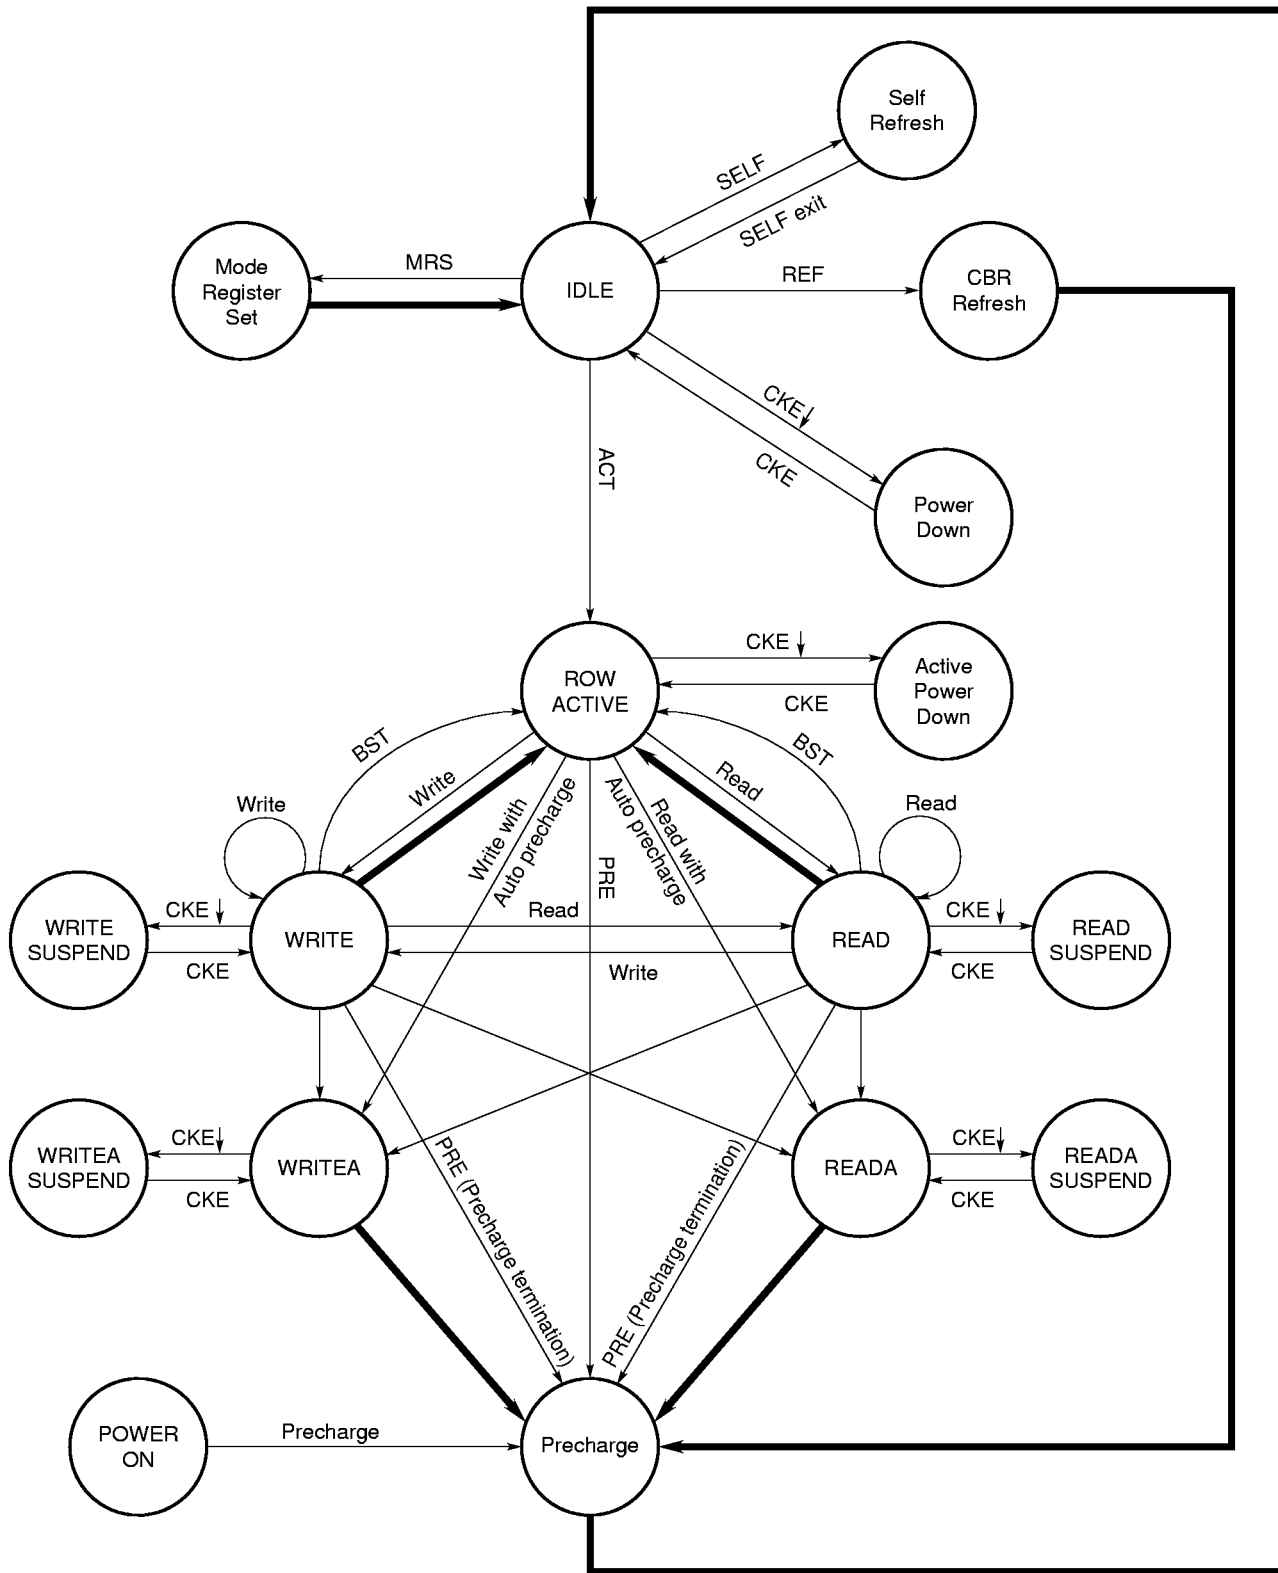 Self
Refresh
SELF
SELF exit
Mode
Register
Set
MRS
IDLE
REF
CBR
Refresh
CKE↓
CKE
Power
Down
ACT
ROW
ACTIVE
CKE ↓
CKE
Active
Power
Down
BST
Write
Write with
Auto precharge
PRE
Read with
Auto precharge
Read
BST
Write
Read
WRITE
SUSPEND
CKE ↓
CKE
WRITE
Read
Write
READ
CKE ↓
CKE
READ
SUSPEND
WRITEA
SUSPEND
CKE↓
CKE
WRITEA
PRE (Precharge termination)
PRE (Precharge termination)
READA
CKE↓
CKE
READA
SUSPEND
POWER
ON
Precharge
Precharge